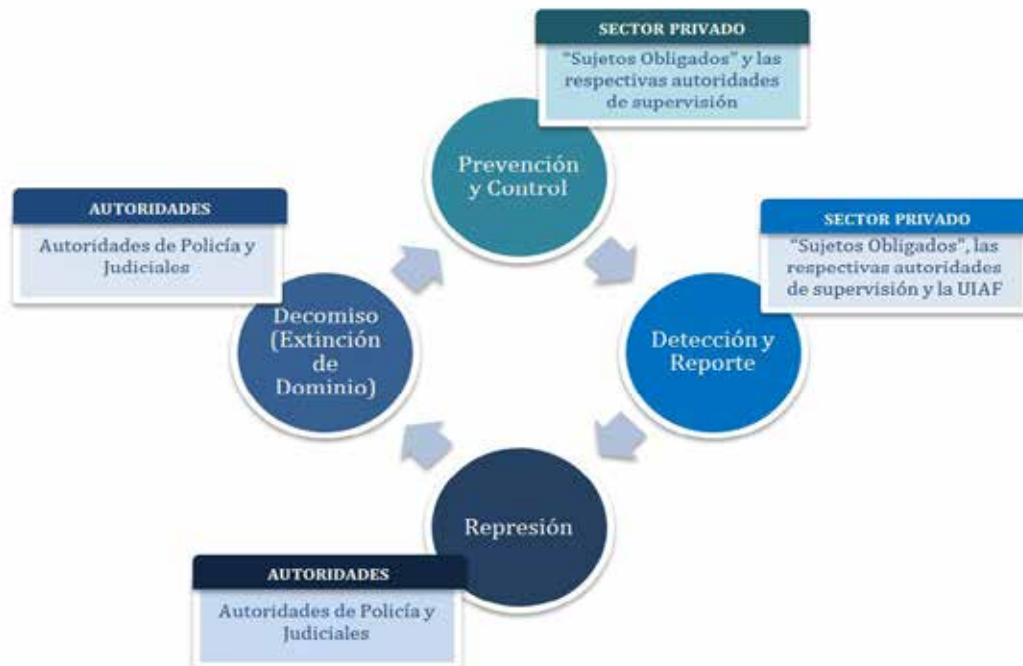 SECTOR PRIVADO
"Sujetos Obligados" y las
respectivas autoridades
de supervisión
Prevención
y Control
SECTOR PRIVADO
"Sujetos Obligados", las
respectivas autoridades
de supervisión y la UIAF
Detección y
Reporte
Represión
AUTORIDADES
Autoridades de Policía y
Judiciales
AUTORIDADES
Autoridades de Policía y
Judiciales
Decomiso
(Extinción
de
Dominio)